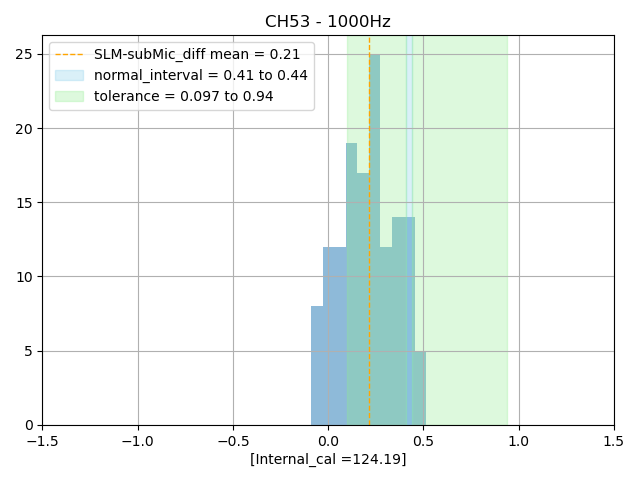 CH53 - 1000Hz
SLM-subMic_diff mean = 0.21
normal_interval = 0.41 to 0.44
tolerance = 0.097 to 0.94
25
20
15
10
5
0
−1.5 −1.0 −0.5 0.0 0.5 1.0 1.5
[Internal_cal =124.19]